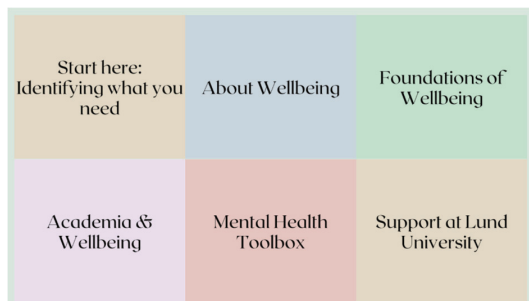 Start here:
Identifying what you
need
About Wellbeing
Foundations of
Wellbeing
Academia &
Wellbeing
Mental Health
Toolbox
Support at Lund
University